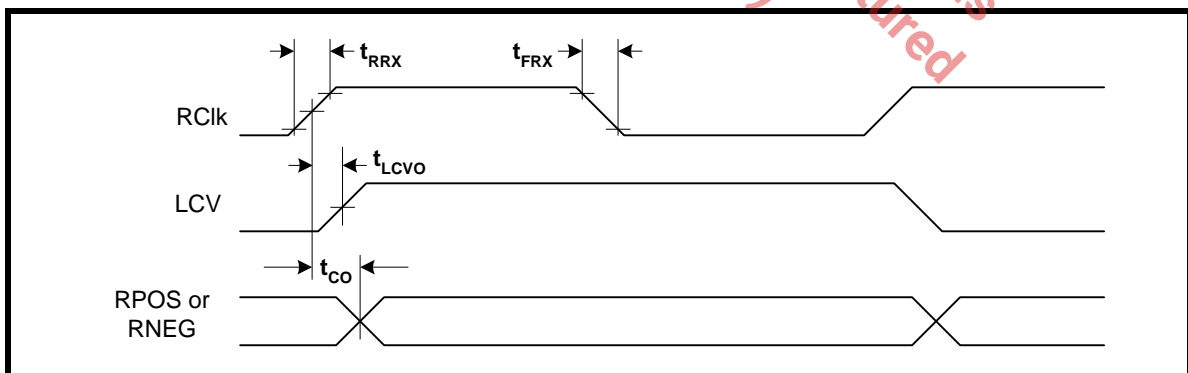 tRRX
tFRX
RClk
tLCVO
LCV
tCO
RPOS or
RNEG